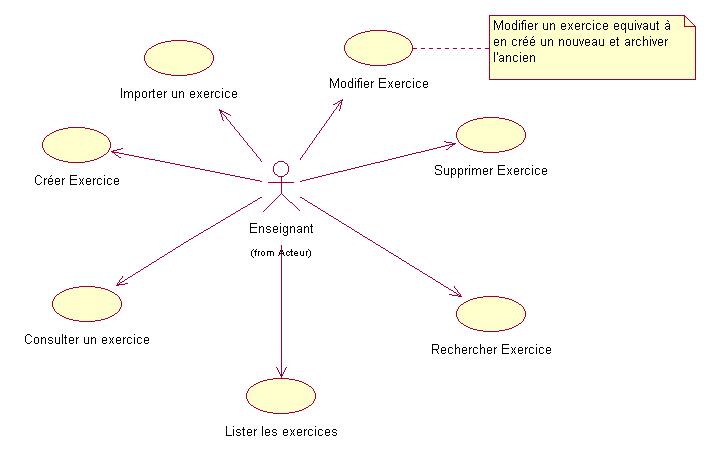 Modifier un exercice equivaut à
en créé un nouveau et archiver
l'ancien
Modifier Exercice
Importer un exercice
Créer Exercice
Supprimer Exercice
Enseignant
(from Acteur)
Consulter un exercice
Rechercher Exercice
Lister les exercices